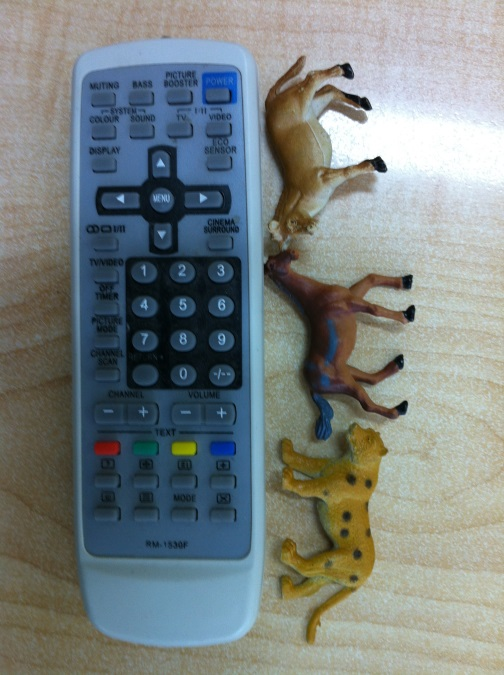 MUTING BASS PICTURE BOOSTER POWER
SYSTEM I/II
COLOUR SOUND TV VIDEO
DISPLAY ECO SENSOR
MENU
I/II CINEMA SURROUND
TV/VIDEO 1 2 3
OFF TIMER 4 5 6
PICTURE MODE 7 8 9
CHANNEL SCAN 0 -/--
CHANNEL VOLUME
− + − +
TEXT
MODE
RM-1530F